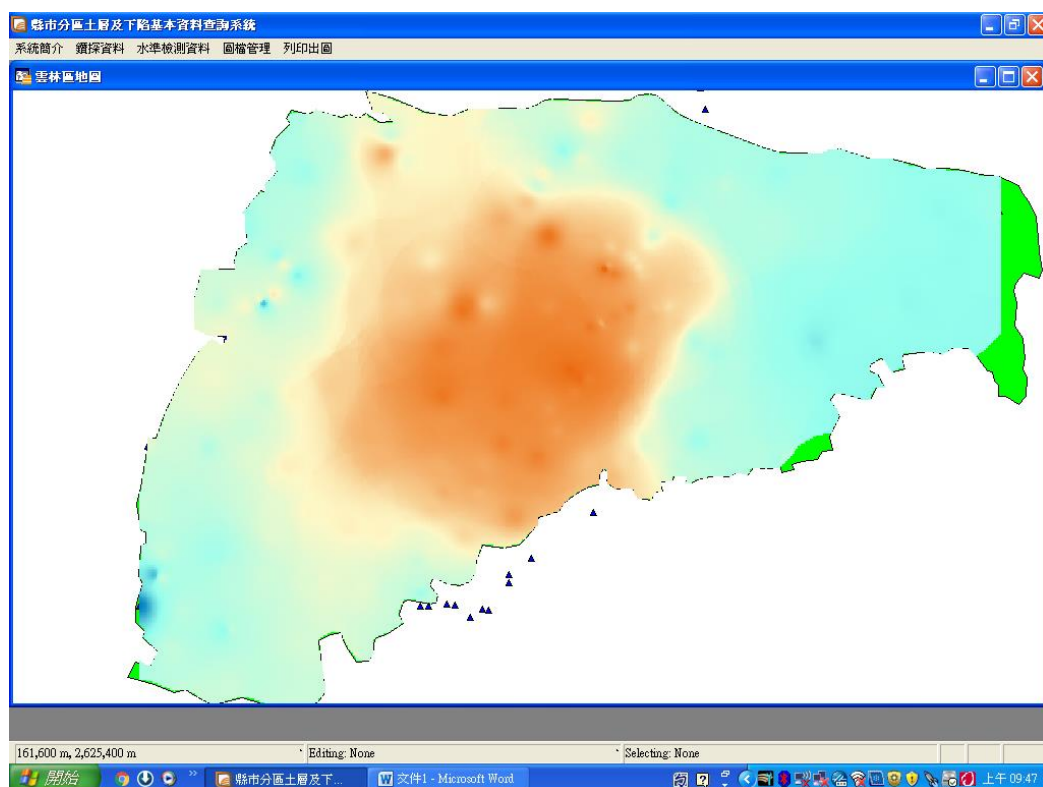 縣市分區土層及下陷基本資料查詢系統
系統簡介 鑽探資料 水準檢測資料 圖檔管理 列印出圖
雲林區地圖
161,600 m, 2,625,400 m Editing: None Selecting: None
開始 縣市分區土層及下... 文件1 - Microsoft Word 上午 09:47